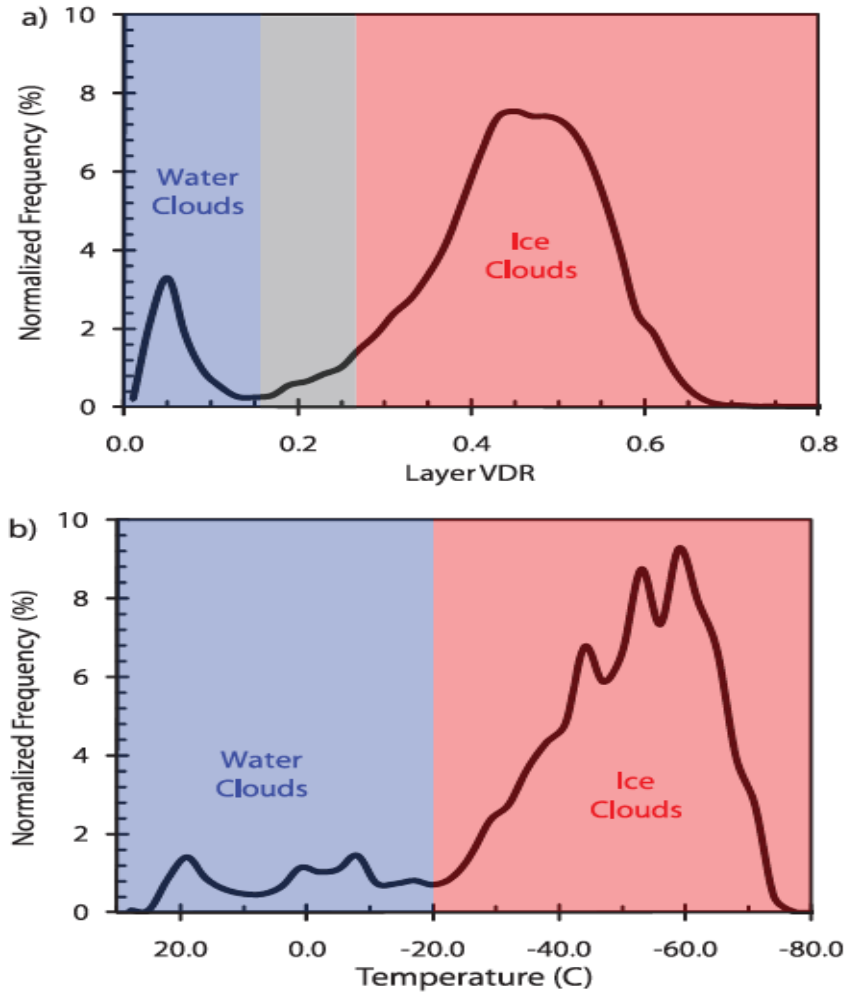 a)
10
8
6
4
2
0
Normalized Frequency (%)
Water
Clouds
Ice
Clouds
0.0 0.2 0.4 0.6 0.8
Layer VDR
b)
10
8
6
4
2
0
Normalized Frequency (%)
Water
Clouds
Ice
Clouds
20.0 0.0 -20.0 -40.0 -60.0 -80.0
Temperature (C)